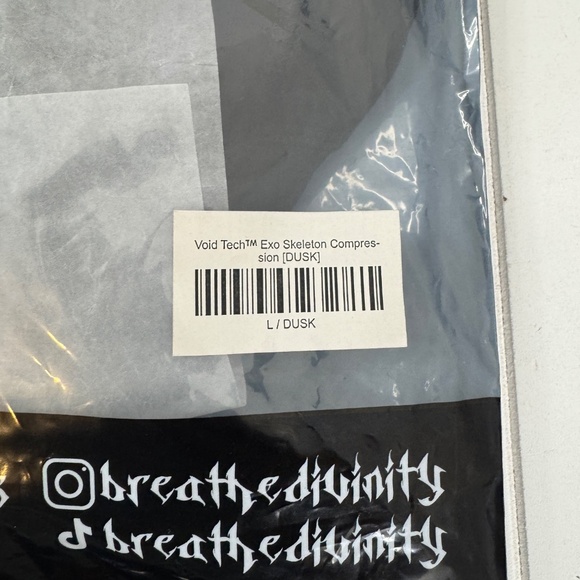 Void Tech™ Exo Skeleton Compres-
sion [DUSK]
L / DUSK
breathedivinity
breathedivinity